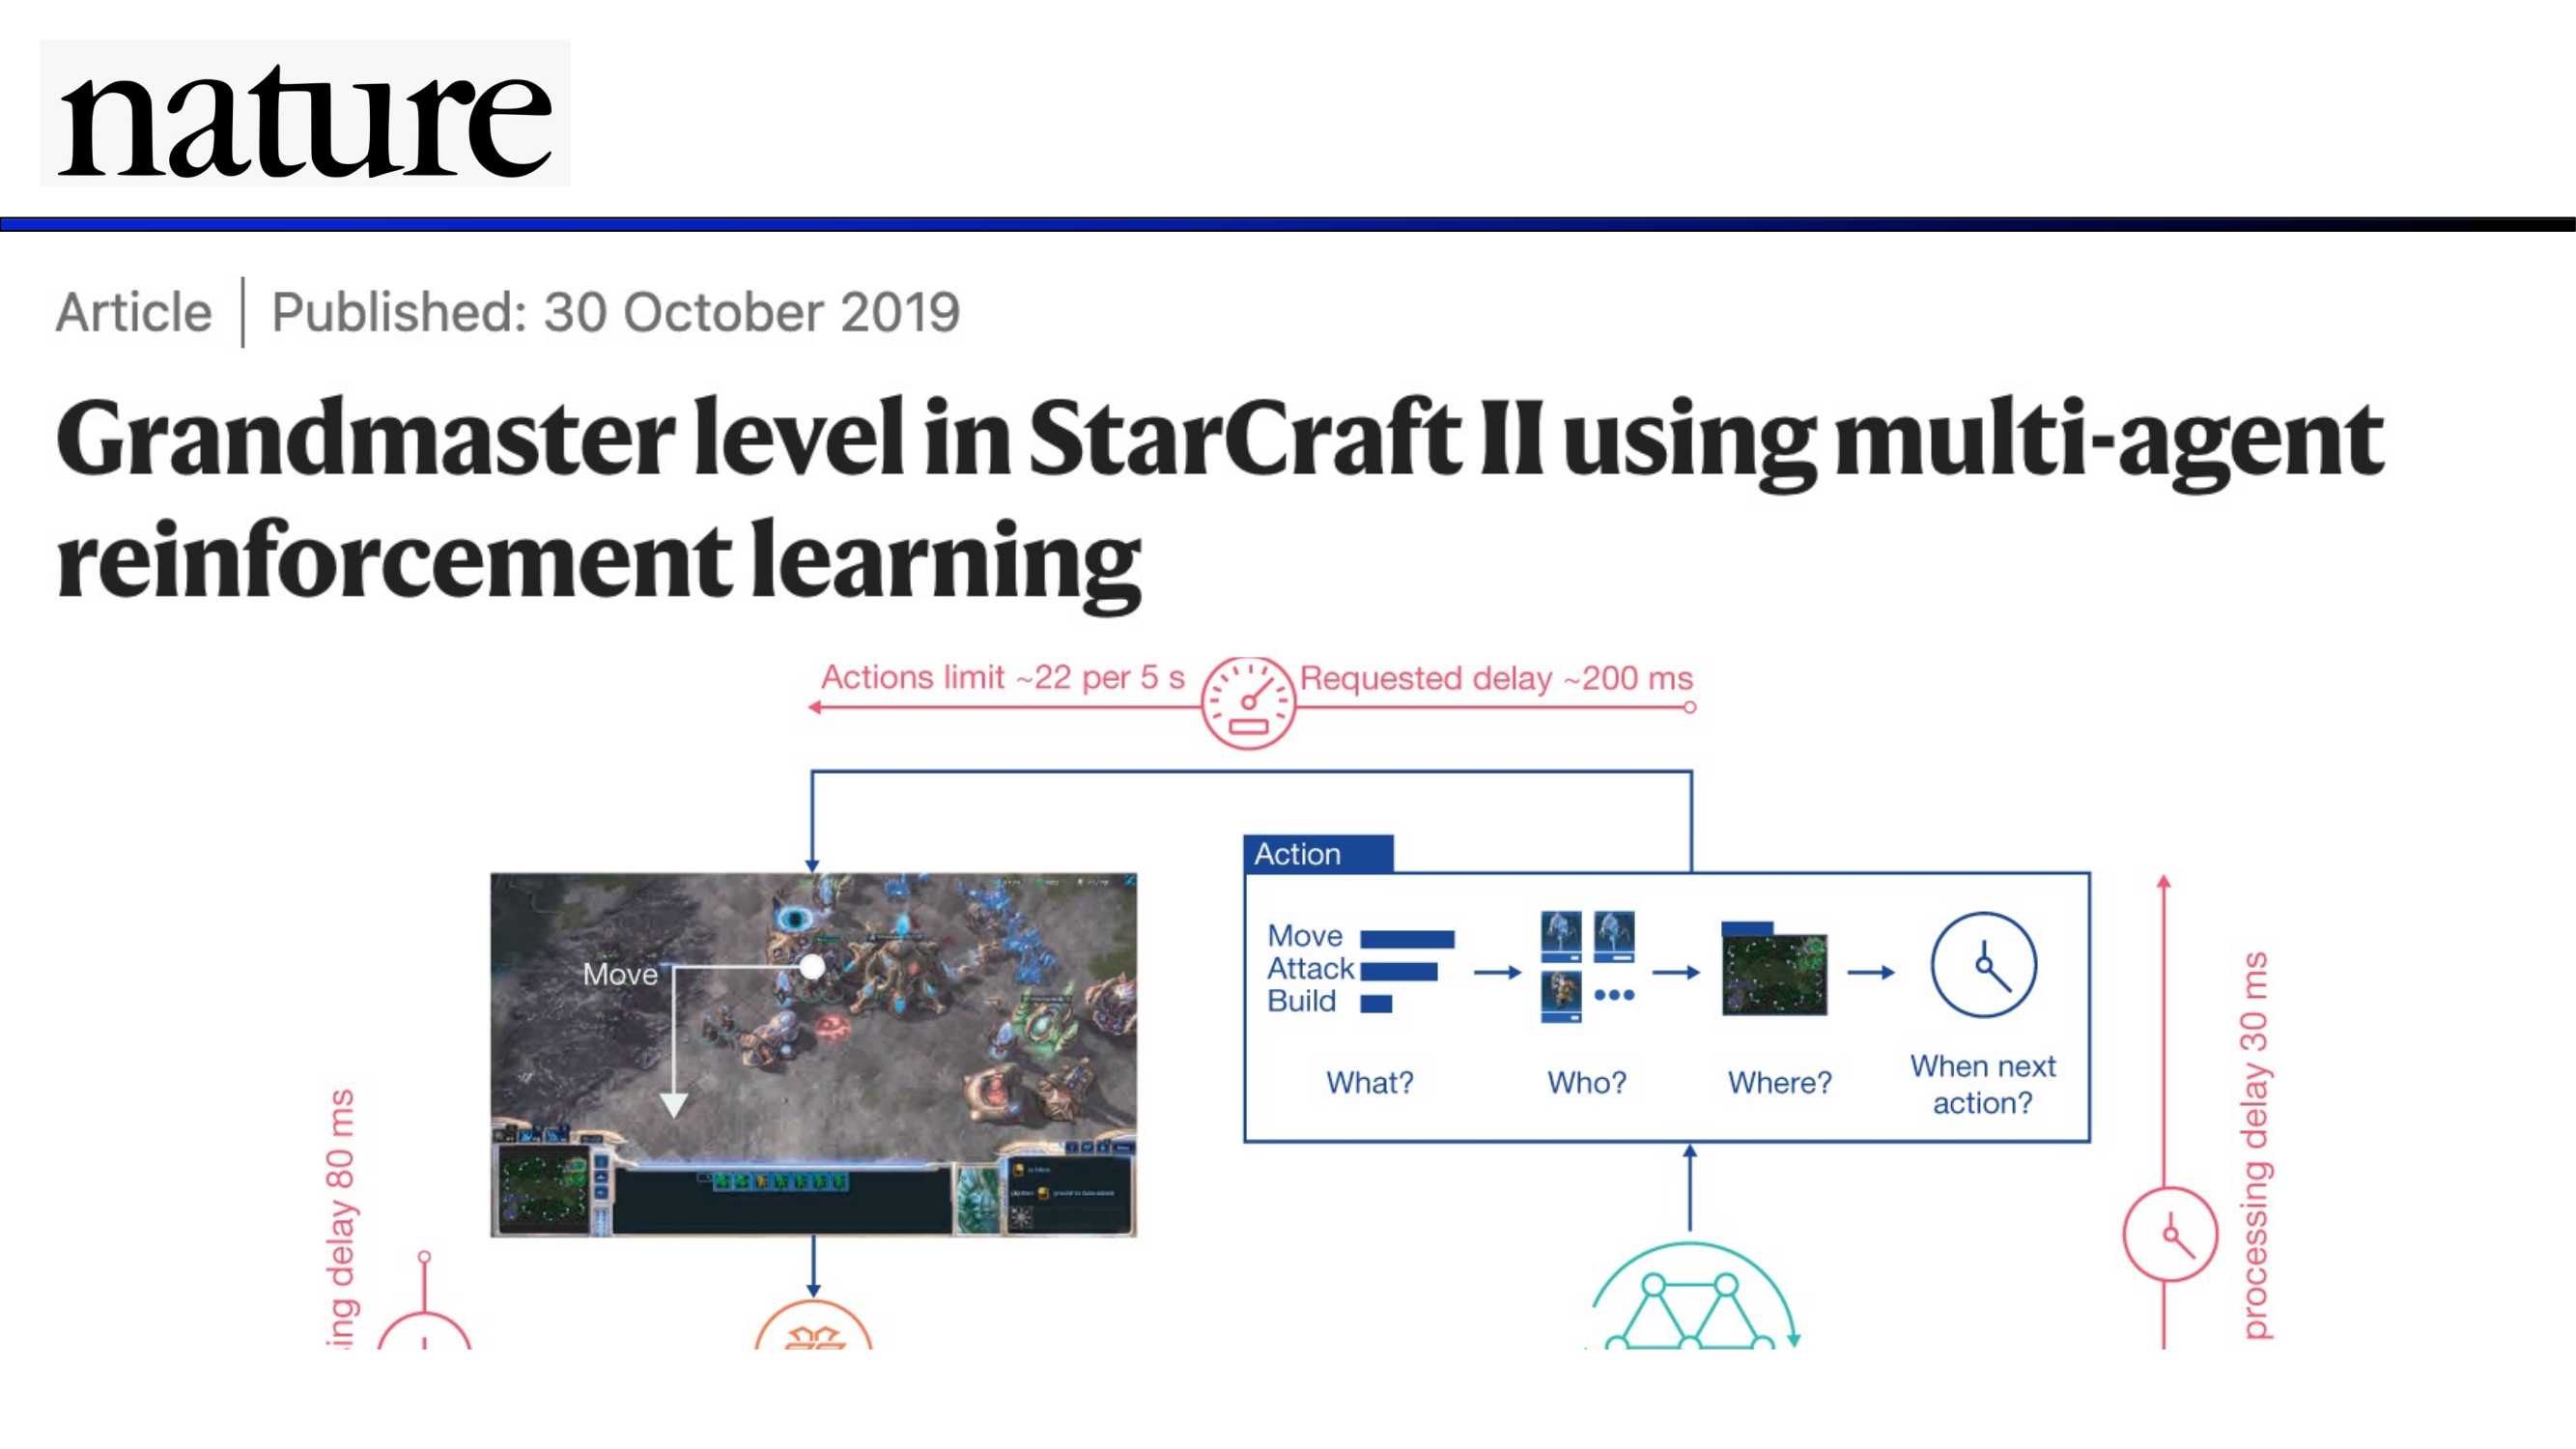 nature
Article | Published: 30 October 2019
Grandmaster level in StarCraft II using multi-agent
reinforcement learning
Actions limit ~22 per 5 s
Requested delay ~200 ms
Move
Action
Move
Attack
Build
What?
Who?
Where?
When next
action?
ing delay 80 ms
processing delay 30 ms